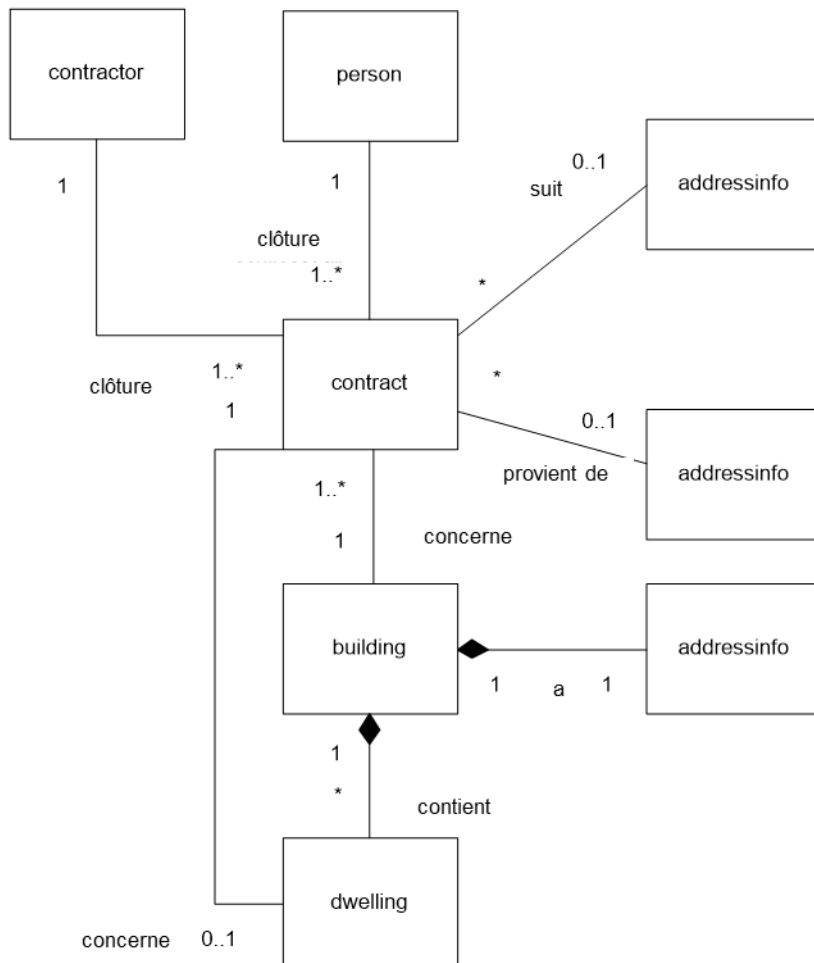 contractor
person
addressinfo
1
1
0..1
suit
clôture
1..*
*
contract
clôture
1..*
1
*
0..1
provient de
addressinfo
1..*
1
concerne
building
addressinfo
1
a
1
1
*
contient
dwelling
concerne
0..1